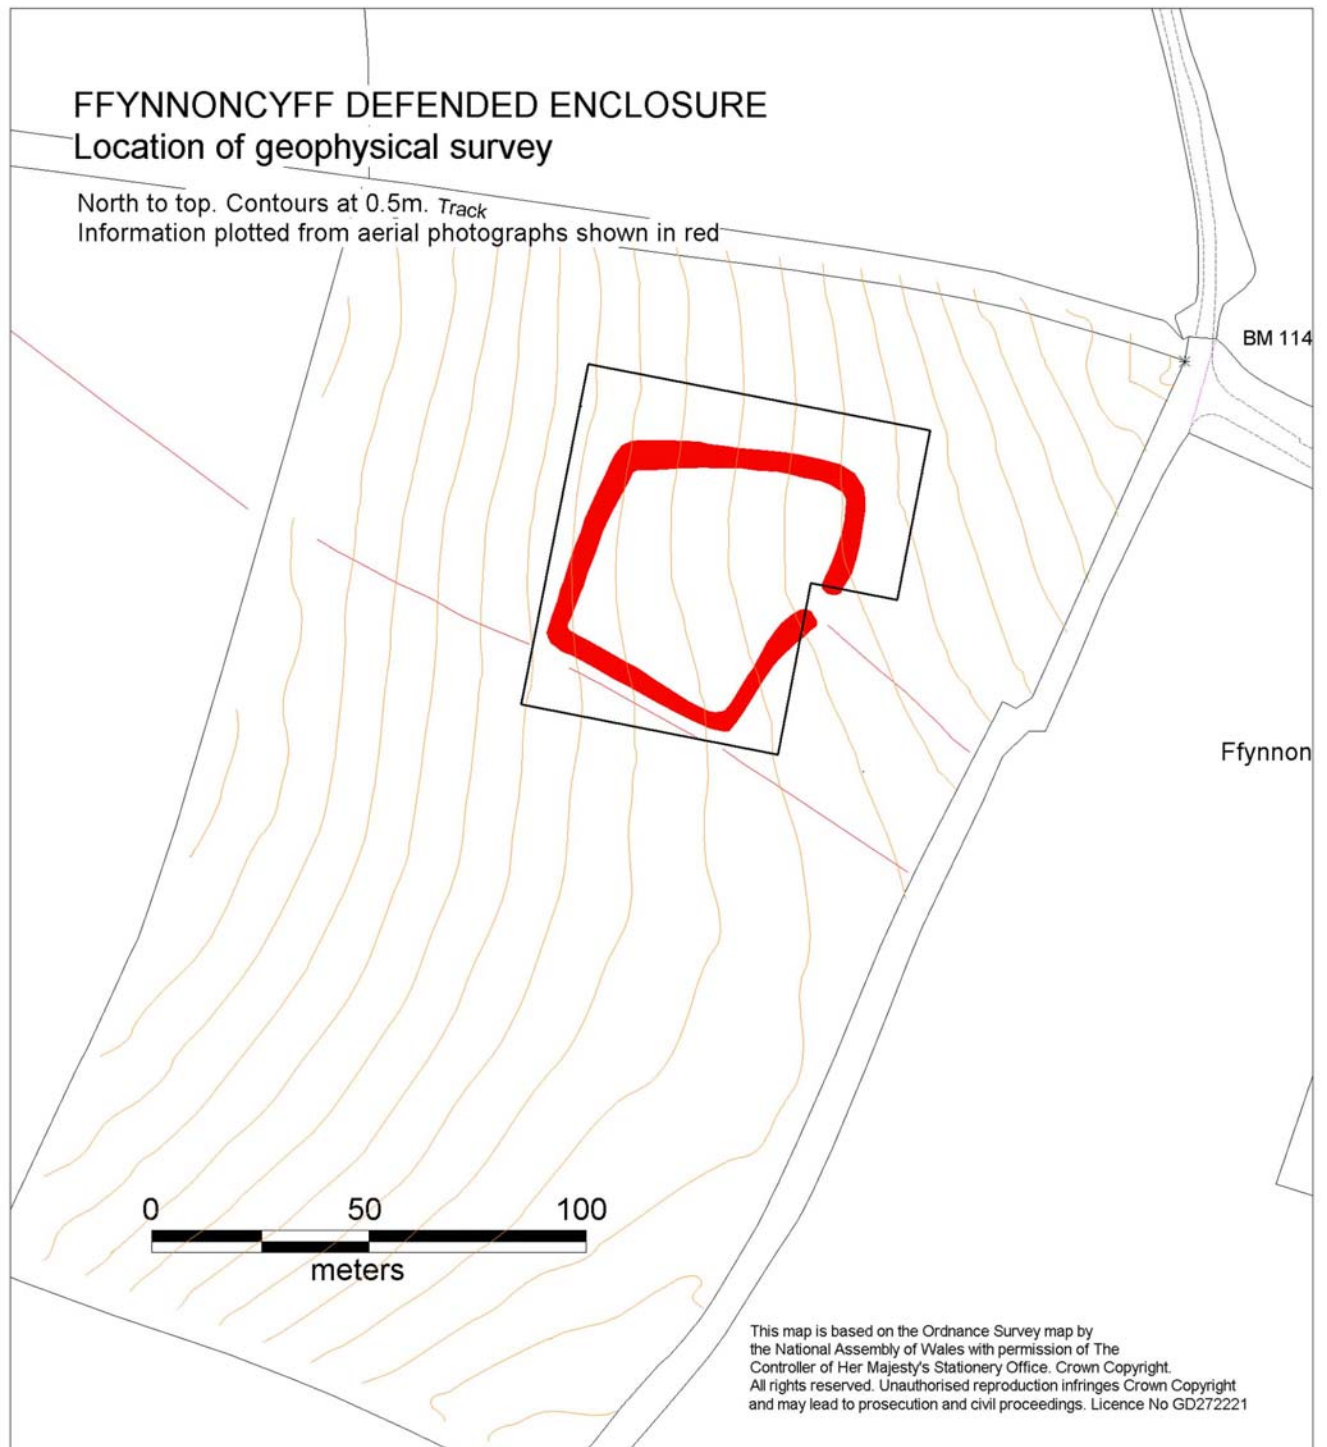 FFYNNONCYFF DEFENDED ENCLOSURE
Location of geophysical survey
North to top. Contours at 0.5m. Track
Information plotted from aerial photographs shown in red
BM 114
Ffynnon
0 50 100
meters
This map is based on the Ordnance Survey map by
the National Assembly of Wales with permission of The
Controller of Her Majesty's Stationery Office. Crown Copyright.
All rights reserved. Unauthorised reproduction infringes Crown Copyright
and may lead to prosecution and civil proceedings. Licence No GD272221